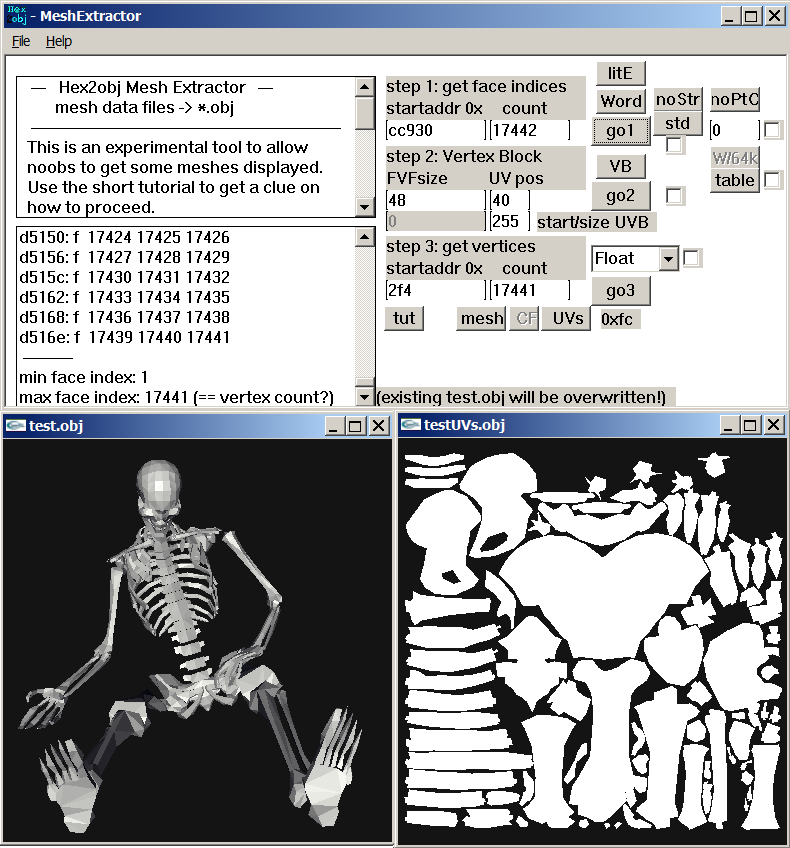 Hex obj - MeshExtractor
File Help
— Hex2obj Mesh Extractor —
mesh data files -> *.obj
This is an experimental tool to allow
noobs to get some meshes displayed.
Use the short tutorial to get a clue on
how to proceed.
d5150: f 17424 17425 17426
d5156: f 17427 17428 17429
d515c: f 17430 17431 17432
d5162: f 17433 17434 17435
d5168: f 17436 17437 17438
d516e: f 17439 17440 17441
min face index: 1
max face index: 17441 (== vertex count?)
step 1: get face indices
startaddr 0x count
cc930 17442
litE
Word
go1
noStr
std
noPtC
0
step 2: Vertex Block
FVFsize UV pos
48 40
0 255 start/size UVB
VB
go2
W/64k
table
step 3: get vertices
startaddr 0x count
2f4 17441
Float
go3
tut mesh CF UVs 0xfc
(existing test.obj will be overwritten!)
test.obj
testUVs.obj